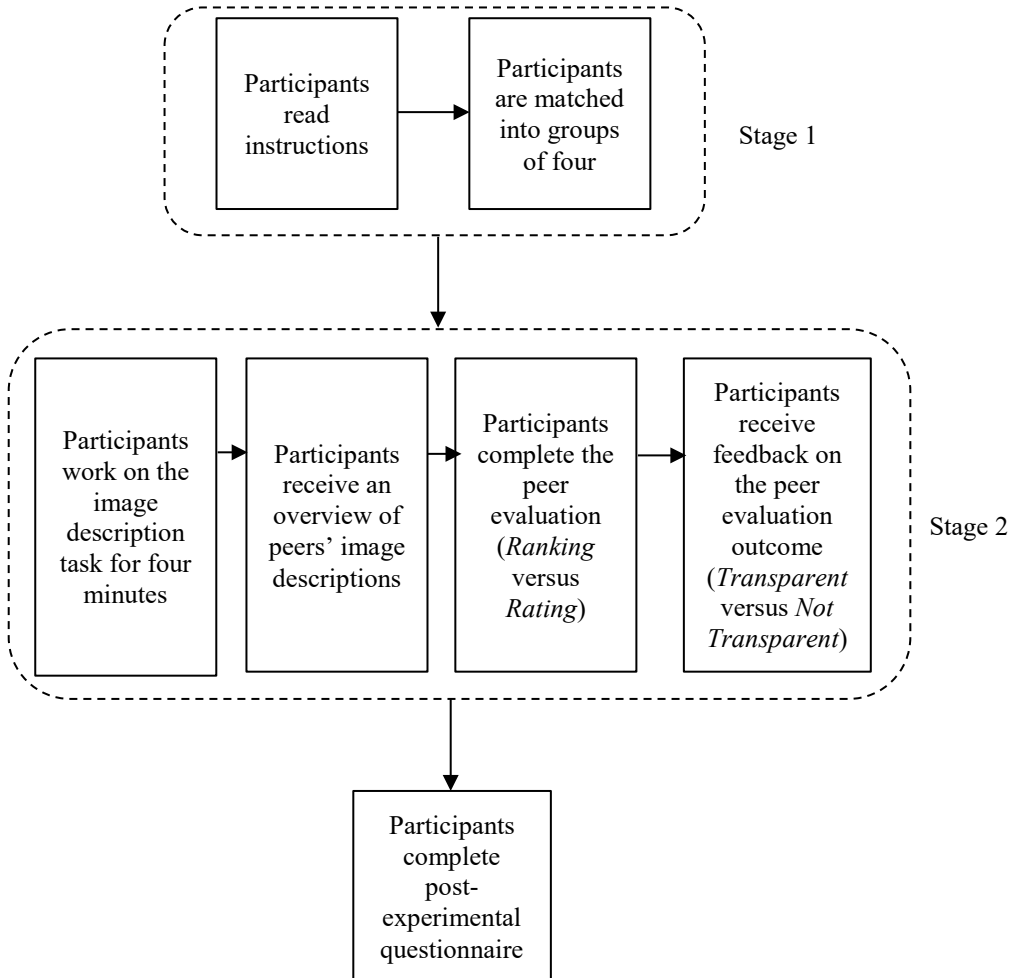 Participants
read
instructions
Participants
are matched
into groups
of four
Stage 1
Participants
work on the
image
description
task for four
minutes
Participants
receive an
overview of
peers’ image
descriptions
Participants
complete the
peer
evaluation
(Ranking
versus
Rating)
Participants
receive
feedback on
the peer
evaluation
outcome
(Transparent
versus Not
Transparent)
Stage 2
Participants
complete
post-
experimental
questionnaire